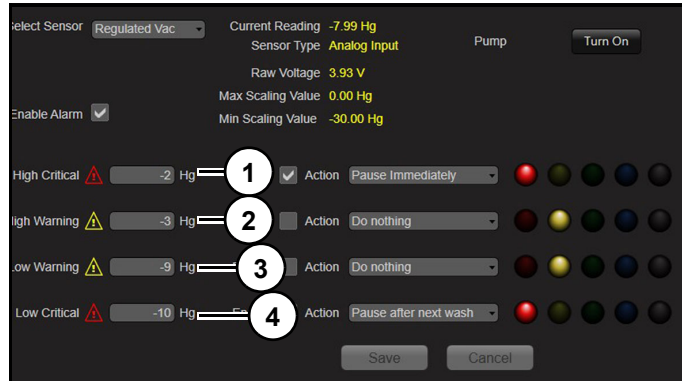 elect Sensor Regulated Vac Current Reading -7.99 Hg
Sensor Type Analog Input Pump Turn On
Raw Voltage 3.93 V
Max Scaling Value 0.00 Hg
Enable Alarm Min Scaling Value -30.00 Hg
High Critical -2 Hg 1 Action Pause Immediately
igh Warning -3 Hg 2 Action Do nothing
ow Warning -9 Hg 3 Action Do nothing
Low Critical -10 Hg 4 Action Pause after next wash
Save Cancel